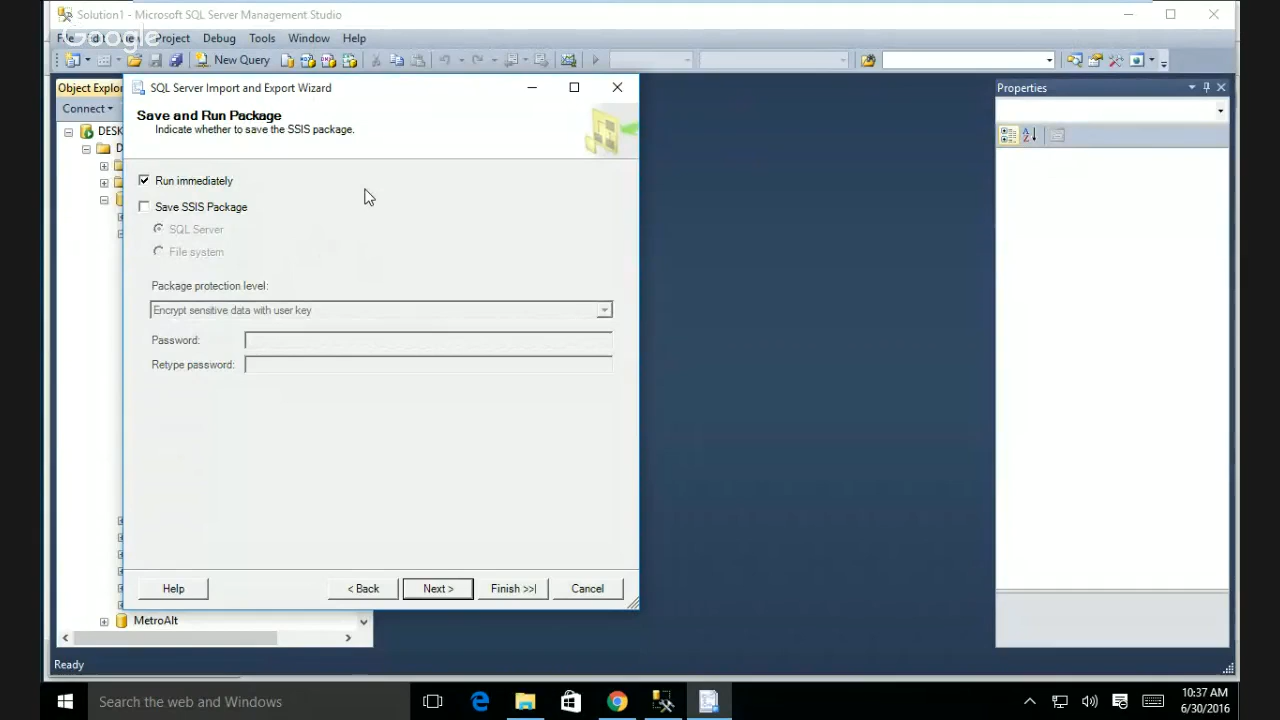 Solution1 - Microsoft SQL Server Management Studio
Google
Project Debug Tools Window Help
New Query
Object Explo
SQL Server Import and Export Wizard
Properties
Connect
Save and Run Package
Indicate whether to save the SSIS package.
DESK
D
Run immediately
Save SSIS Package
SQL Server
File system
Package protection level:
Encrypt sensitive data with user key
Password:
Retype password:
Help
< Back
Next >
Finish >>|
Cancel
MetroAlt
Ready
Search the web and Windows
10:37 AM
6/30/2016